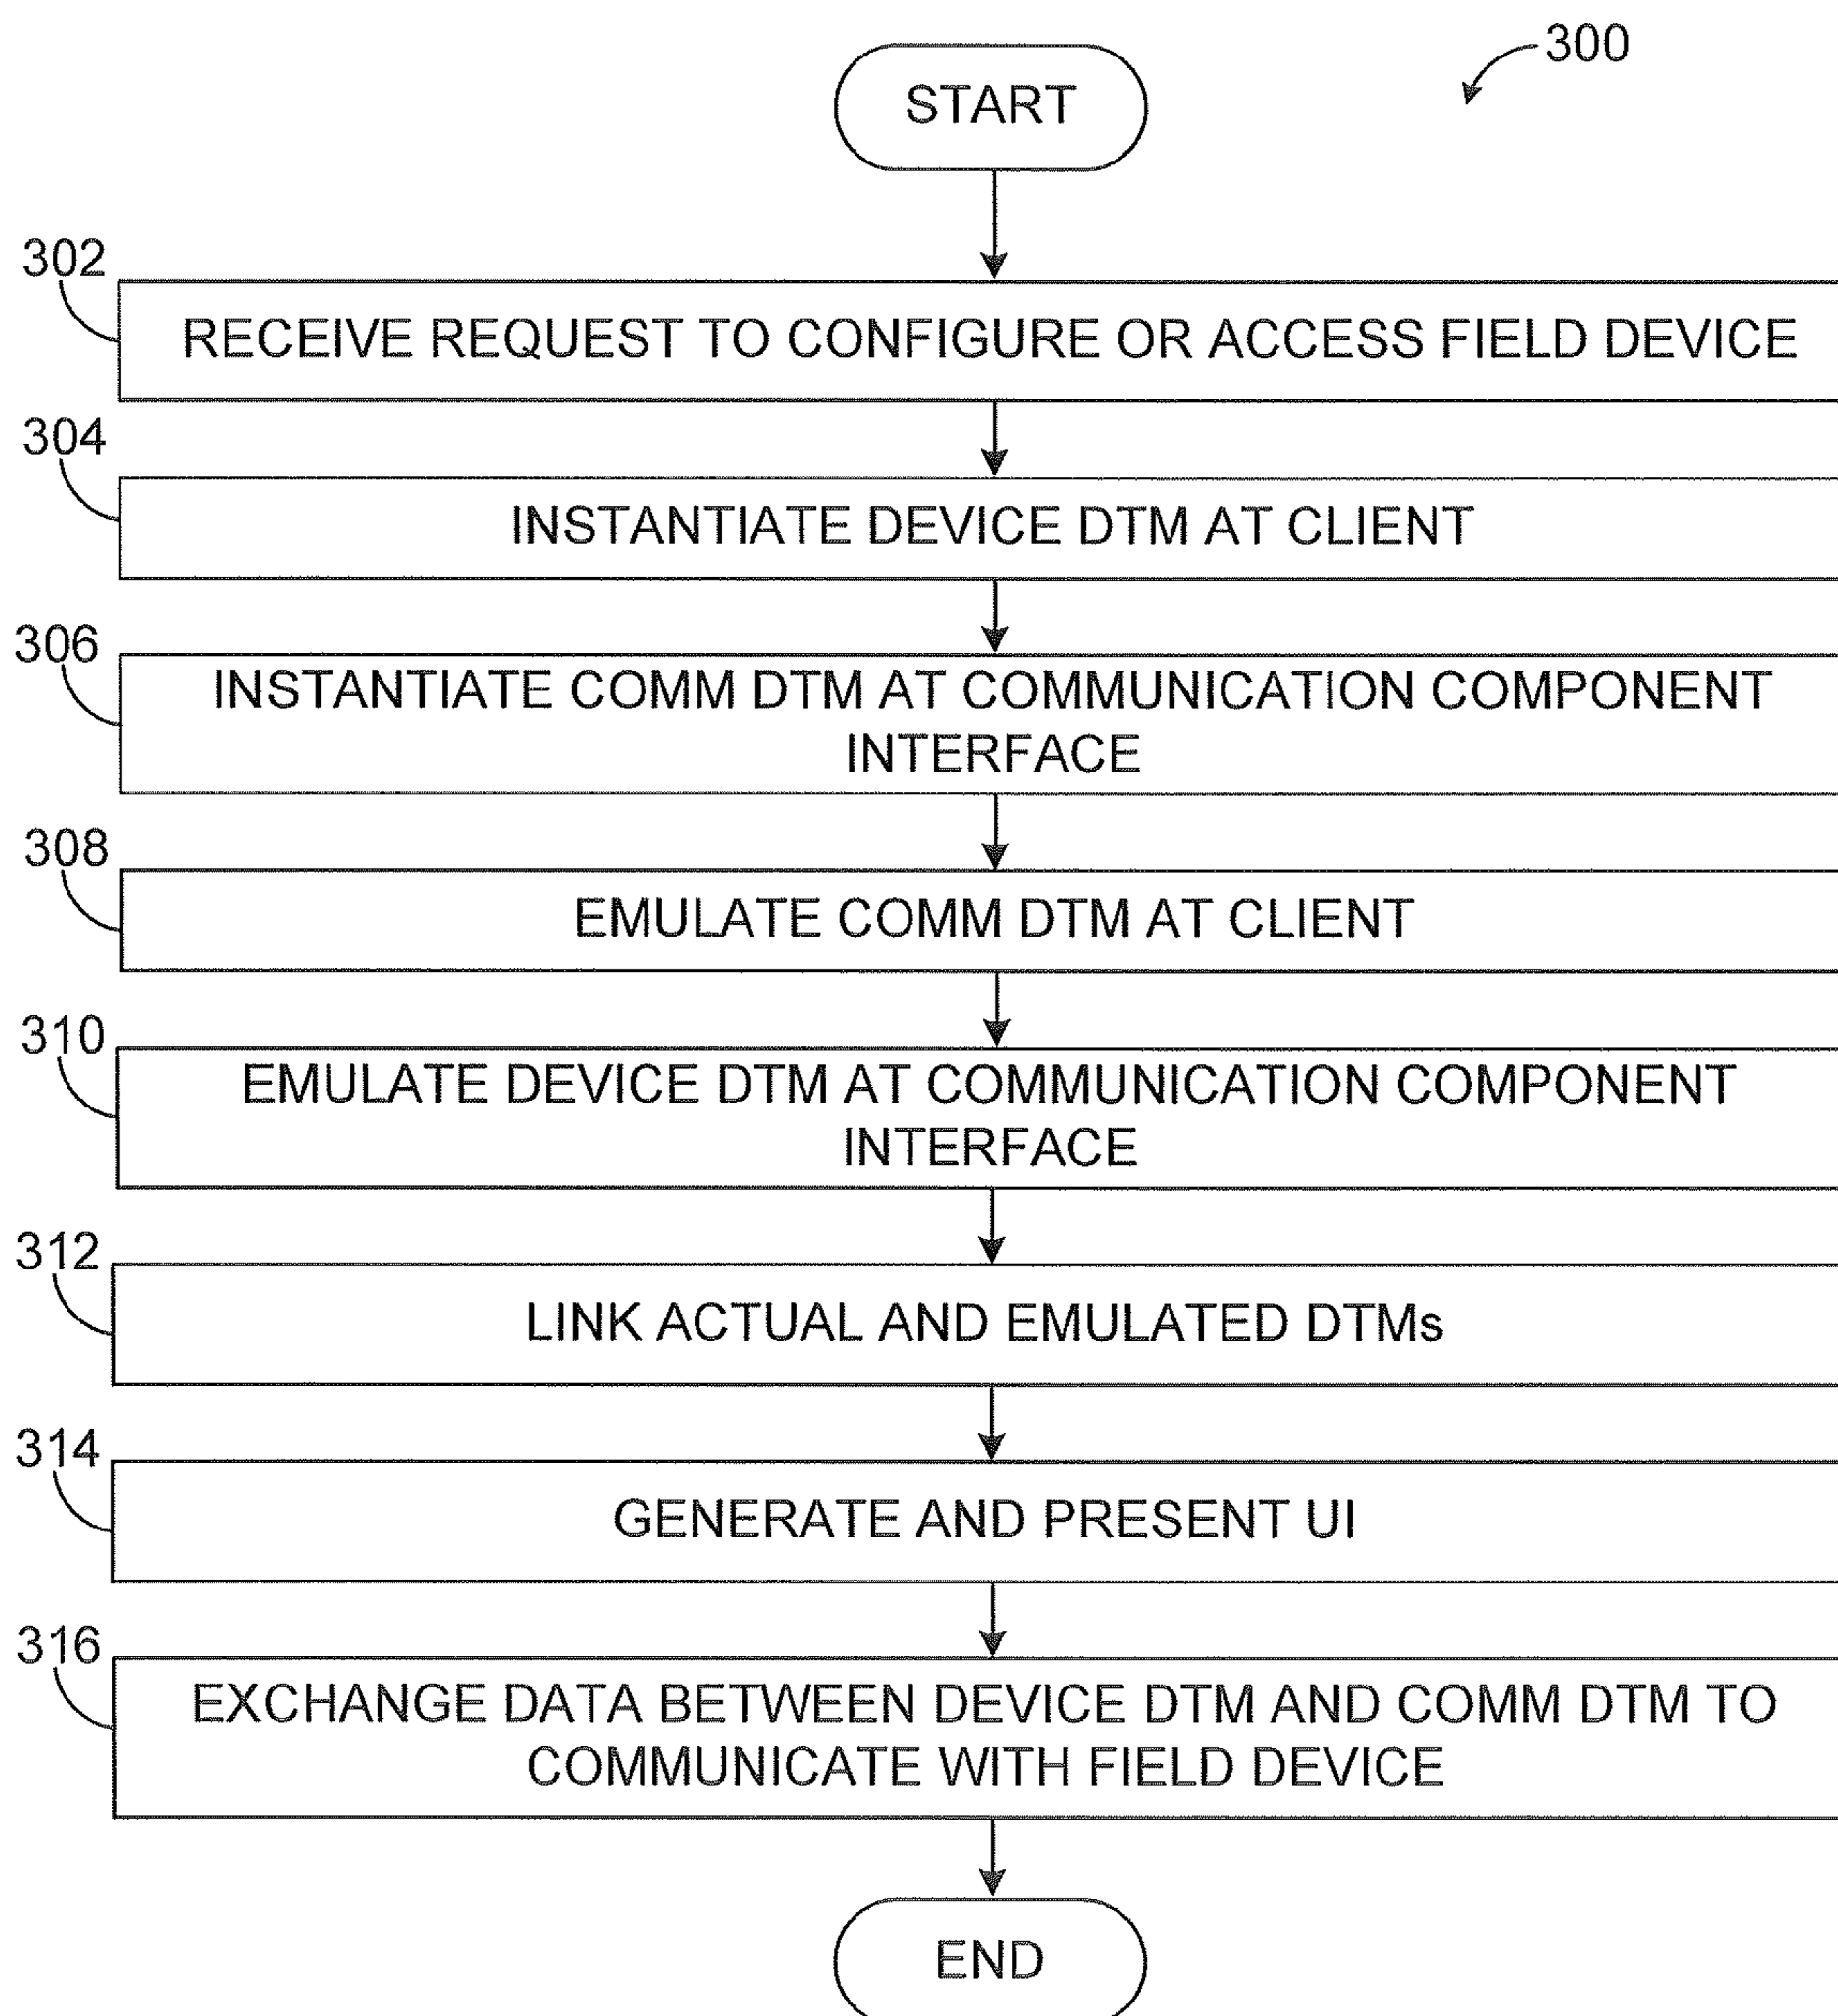 300
START
302
RECEIVE REQUEST TO CONFIGURE OR ACCESS FIELD DEVICE
304
INSTANTIATE DEVICE DTM AT CLIENT
306
INSTANTIATE COMM DTM AT COMMUNICATION COMPONENT
INTERFACE
308
EMULATE COMM DTM AT CLIENT
310
EMULATE DEVICE DTM AT COMMUNICATION COMPONENT
INTERFACE
312
LINK ACTUAL AND EMULATED DTMs
314
GENERATE AND PRESENT UI
316
EXCHANGE DATA BETWEEN DEVICE DTM AND COMM DTM TO
COMMUNICATE WITH FIELD DEVICE
END